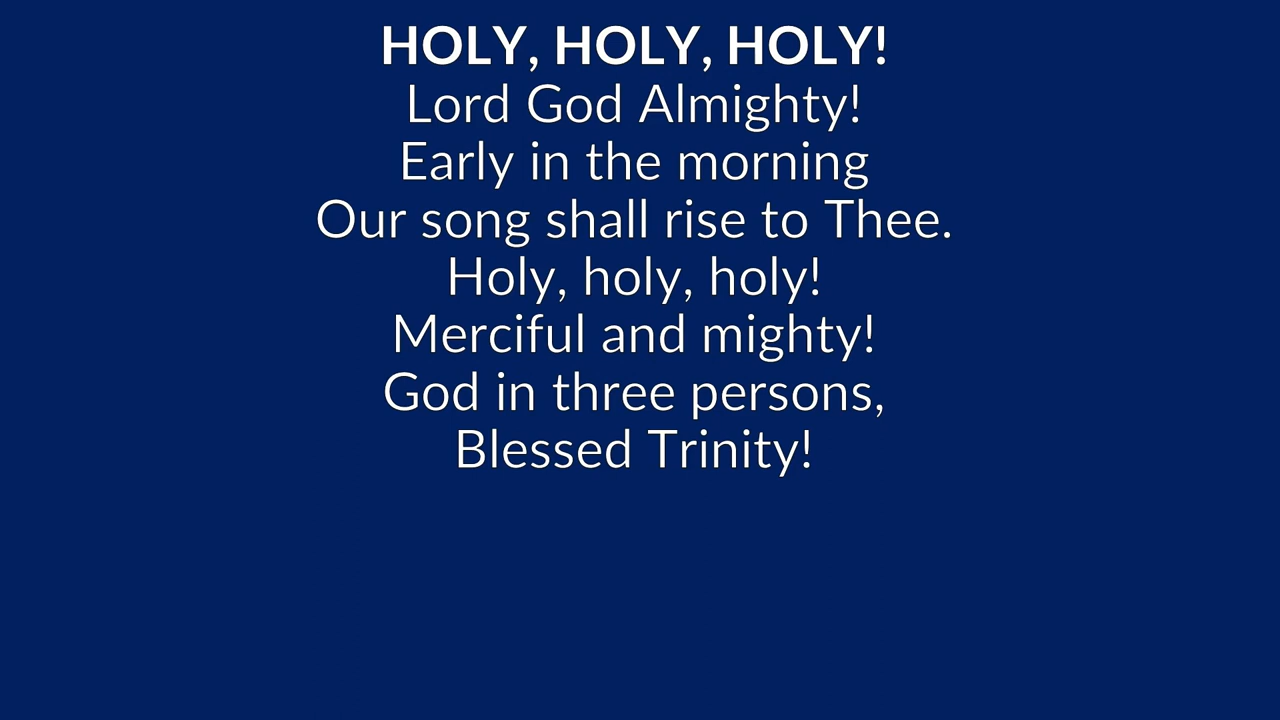 HOLY, HOLY, HOLY!
Lord God Almighty!
Early in the morning
Our song shall rise to Thee.
Holy, holy, holy!
Merciful and mighty!
God in three persons,
Blessed Trinity!